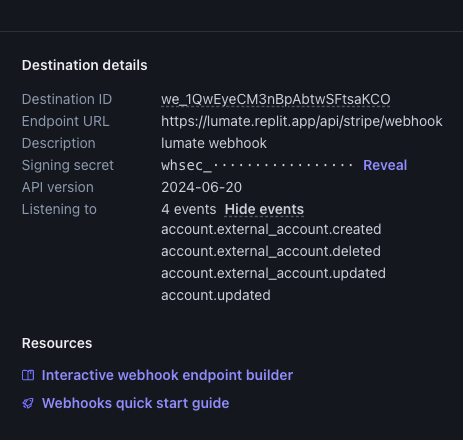 Destination details
Destination ID we_1QwEyeCM3nBpAbtwSFtsaKCO
Endpoint URL https://lumate.replit.app/api/stripe/webhook
Description lumate webhook
Signing secret whsec_················· Reveal
API version 2024-06-20
Listening to 4 events Hide events
account.external_account.created
account.external_account.deleted
account.external_account.updated
account.updated
Resources
Interactive webhook endpoint builder
Webhooks quick start guide